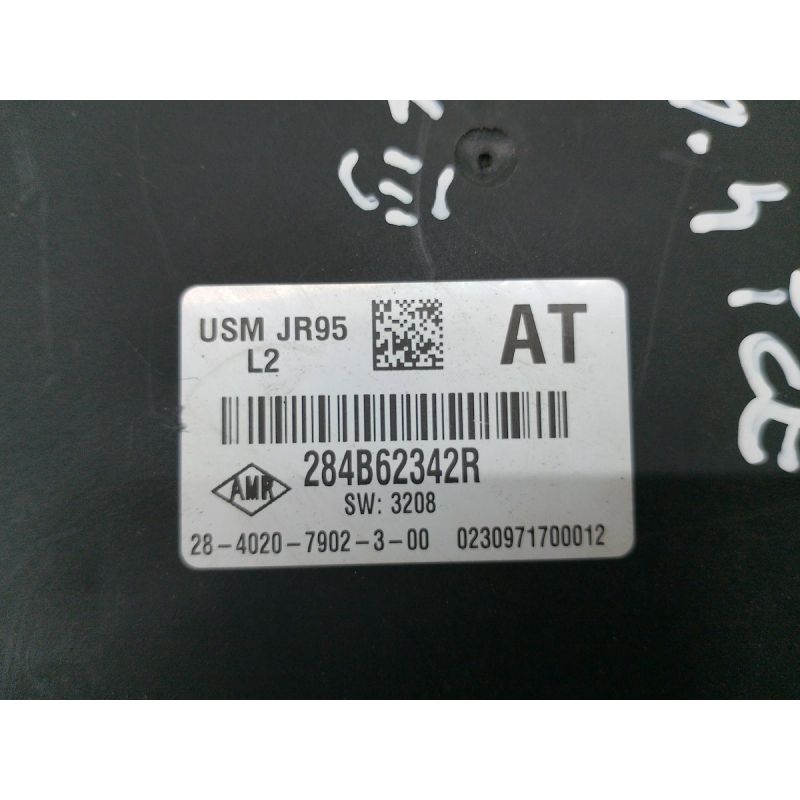 USM JR95
L2
AT
284B62342R
AMR
SW: 3208
28-4020-7902-3-00 0230971700012